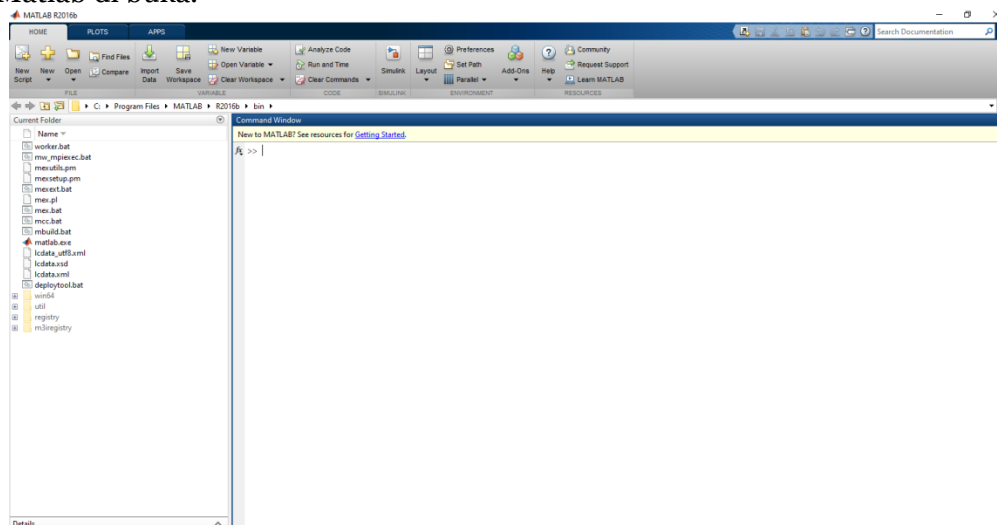 Matlab di buka.
MATLAB R2016b
HOME PLOTS APPS
Search Documentation
New Script
New
Open
Find Files
Compare
Import Data
Save Workspace
New Variable
Open Variable
Clear Workspace
Analyze Code
Run and Time
Clear Commands
Simulink
Layout
Preferences
Set Path
Parallel
Add-Ons
Help
Community
Request Support
Learn MATLAB
FILE VARIABLE CODE SIMULINK ENVIRONMENT RESOURCES
C: Program Files MATLAB R2016b bin
Current Folder
Command Window
Name
New to MATLAB? See resources for Getting Started.
fx >>
worker.bat
mw_mpiexec.bat
mexutils.pm
mexsetup.pm
mexext.bat
mex.pl
mex.bat
mcc.bat
mbuild.bat
matlab.exe
lcdata_utf8.xml
lcdata.xsd
lcdata.xml
deploytool.bat
win64
util
registry
m3iregistry
Details